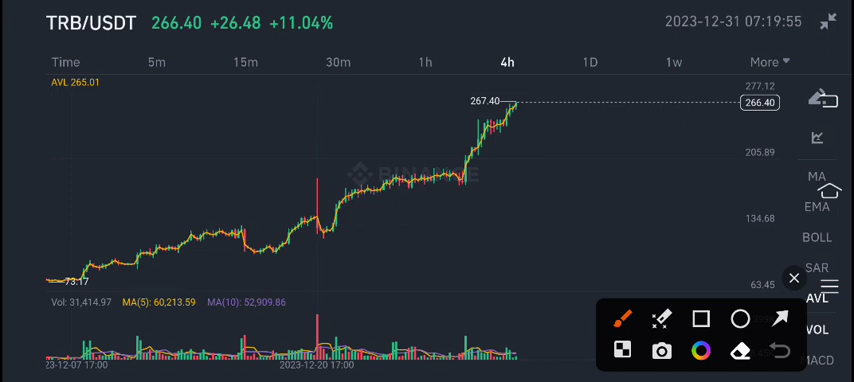 TRB/USDT 266.40 +26.48 +11.04% 2023-12-31 07:19:55
Time 5m 15m 30m 1h 4h 1D 1w More
AVL 265.01
277.12
267.40
266.40
205.89
BINANCE
MA
EMA
134.68
BOLL
SAR
73.17
63.45
AVL
Vol: 31,414.97 MA(5): 60,213.59 MA(10): 52,909.86
VOL
MACD
23-12-07 17:00 2023-12-20 17:00